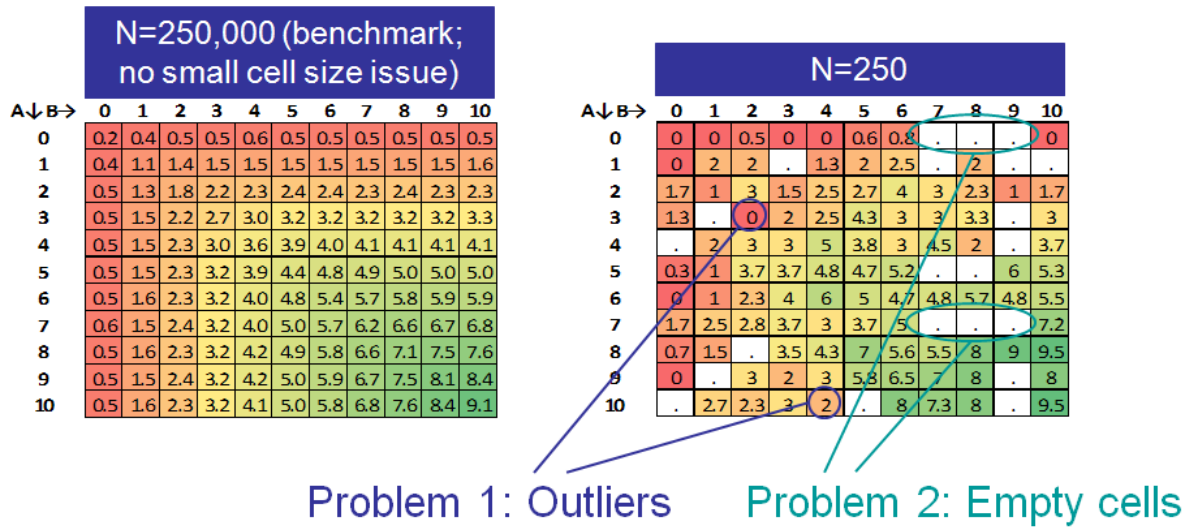 N=250,000 (benchmark;
no small cell size issue)
A↓ B→ 0 1 2 3 4 5 6 7 8 9 10
0 0.2 0.4 0.5 0.5 0.6 0.5 0.5 0.5 0.5 0.5 0.5
1 0.4 1.1 1.4 1.5 1.5 1.5 1.5 1.5 1.5 1.5 1.6
2 0.5 1.3 1.8 2.2 2.3 2.4 2.4 2.3 2.4 2.3 2.3
3 0.5 1.5 2.2 2.7 3.0 3.2 3.2 3.2 3.2 3.2 3.3
4 0.5 1.5 2.3 3.0 3.6 3.9 4.0 4.1 4.1 4.1 4.1
5 0.5 1.5 2.3 3.2 3.9 4.4 4.8 4.9 5.0 5.0 5.0
6 0.5 1.6 2.3 3.2 4.0 4.8 5.4 5.7 5.8 5.9 5.9
7 0.6 1.5 2.4 3.2 4.0 5.0 5.7 6.2 6.6 6.7 6.8
8 0.5 1.6 2.3 3.2 4.2 4.9 5.8 6.6 7.1 7.5 7.6
9 0.5 1.5 2.4 3.2 4.2 5.0 5.9 6.7 7.5 8.1 8.4
10 0.5 1.6 2.3 3.2 4.1 5.0 5.8 6.8 7.6 8.4 9.1
N=250
A↓ B→ 0 1 2 3 4 5 6 7 8 9 10
0 0 0 0.5 0 0 0.6 0.8 . . . 0
1 0 2 2 . 1.3 2 2.5 . 2 . .
2 1.7 1 3 1.5 2.5 2.7 4 3 2.3 1 1.7
3 1.3 . 0 2 2.5 4.3 3 3 3.3 . 3
4 . 2 3 3 5 3.8 3 4.5 2 . 3.7
5 0.3 1 3.7 3.7 4.8 4.7 5.2 . . 6 5.3
6 0 1 2.3 4 6 5 4.7 4.8 5.7 4.8 5.5
7 1.7 2.5 2.8 3.7 3 3.7 5 . . . 7.2
8 0.7 1.5 . 3.5 4.3 7 5.6 5.5 8 9 9.5
9 0 . 3 2 3 5.3 6.5 7 8 . 8
10 . 2.7 2.3 3 2 . 8 7.3 8 . 9.5
Problem 1: Outliers
Problem 2: Empty cells